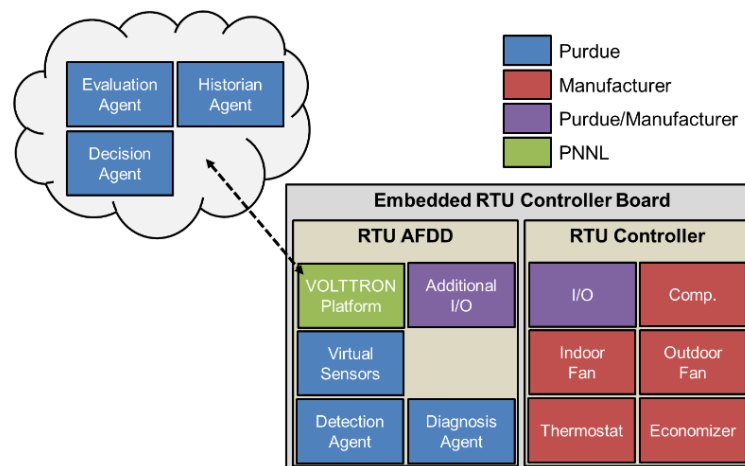 Evaluation
Agent
Historian
Agent
Decision
Agent
Purdue
Manufacturer
Purdue/Manufacturer
PNNL
Embedded RTU Controller Board
RTU AFDD
VOLTTRON
Platform
Additional
I/O
Virtual
Sensors
Detection
Agent
Diagnosis
Agent
RTU Controller
I/O
Comp.
Indoor
Fan
Outdoor
Fan
Thermostat
Economizer